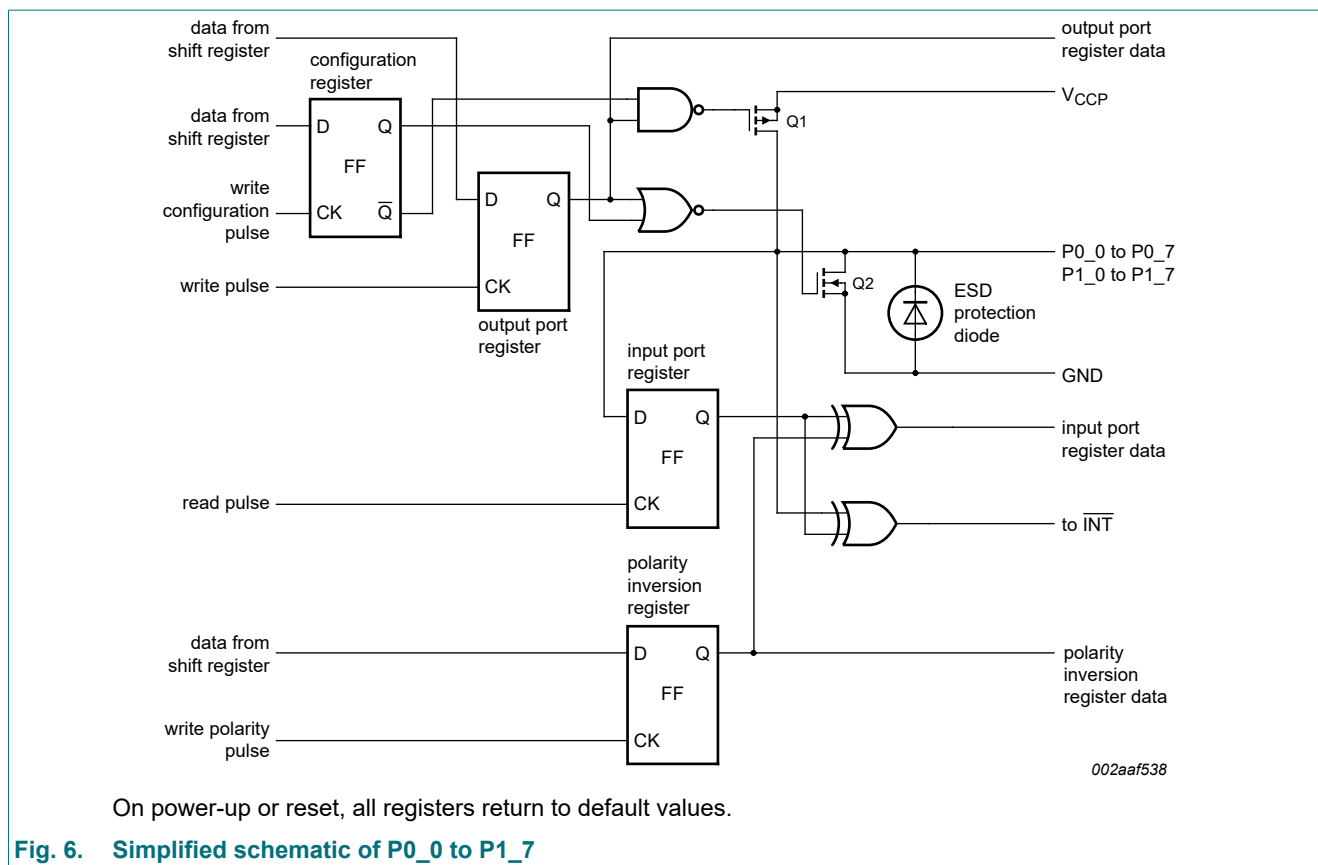 data from
shift register
output port
register data
configuration
register
VCCP
data from
shift register
D
Q
FF
CK
Q̅
write
configuration
pulse
Q1
D
Q
FF
CK
write pulse
output port
register
P0_0 to P0_7
P1_0 to P1_7
Q2
ESD
protection
diode
GND
input port
register
D
Q
FF
CK
read pulse
input port
register data
to I̅N̅T̅
polarity
inversion
register
data from
shift register
D
Q
FF
CK
write polarity
pulse
polarity
inversion
register data
002aaf538
On power-up or reset, all registers return to default values.
Fig. 6. Simplified schematic of P0_0 to P1_7